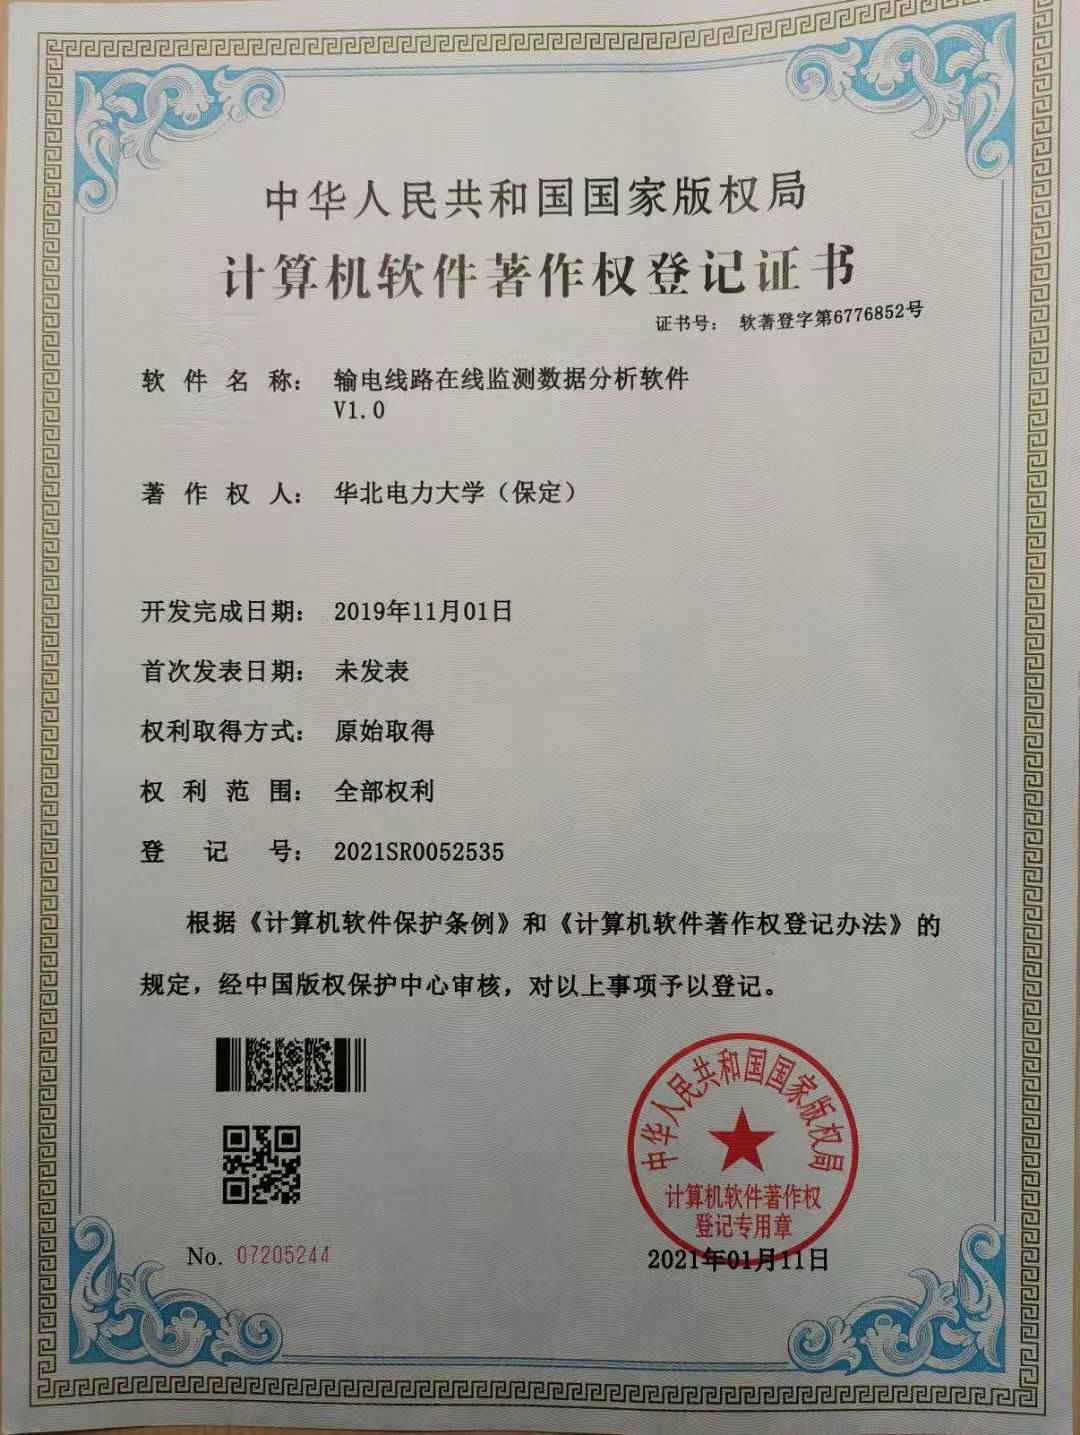 中华人民共和国国家版权局
计算机软件著作权登记证书
证书号： 软著登字第6776852号
软件名称： 输电线路在线监测数据分析软件
V1.0
著作权人： 华北电力大学（保定）
开发完成日期： 2019年11月01日
首次发表日期： 未发表
权利取得方式： 原始取得
权利范围： 全部权利
登记号： 2021SR0052535
根据《计算机软件保护条例》和《计算机软件著作权登记办法》的
规定，经中国版权保护中心审核，对以上事项予以登记。
中华人民共和国国家版权局
计算机软件著作权
登记专用章
No. 07205244
2021年01月11日